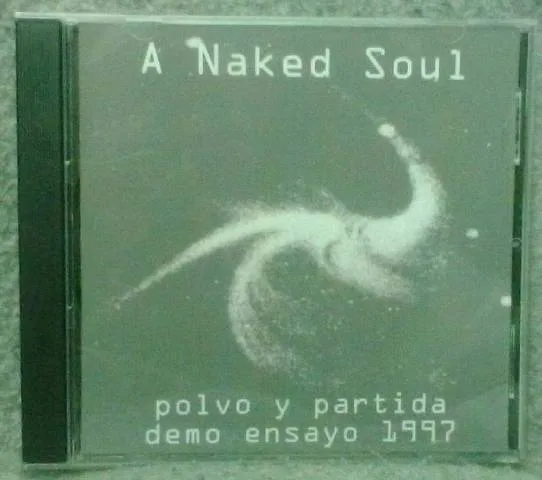 A Naked Soul
polvo y partida
demo ensayo 1997